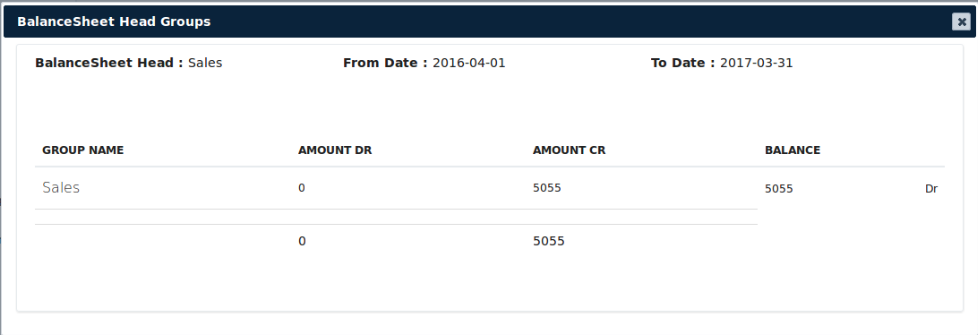 BalanceSheet Head Groups
BalanceSheet Head : Sales From Date : 2016-04-01 To Date : 2017-03-31
GROUP NAME AMOUNT DR AMOUNT CR BALANCE
Sales 0 5055 5055 Dr
0 5055